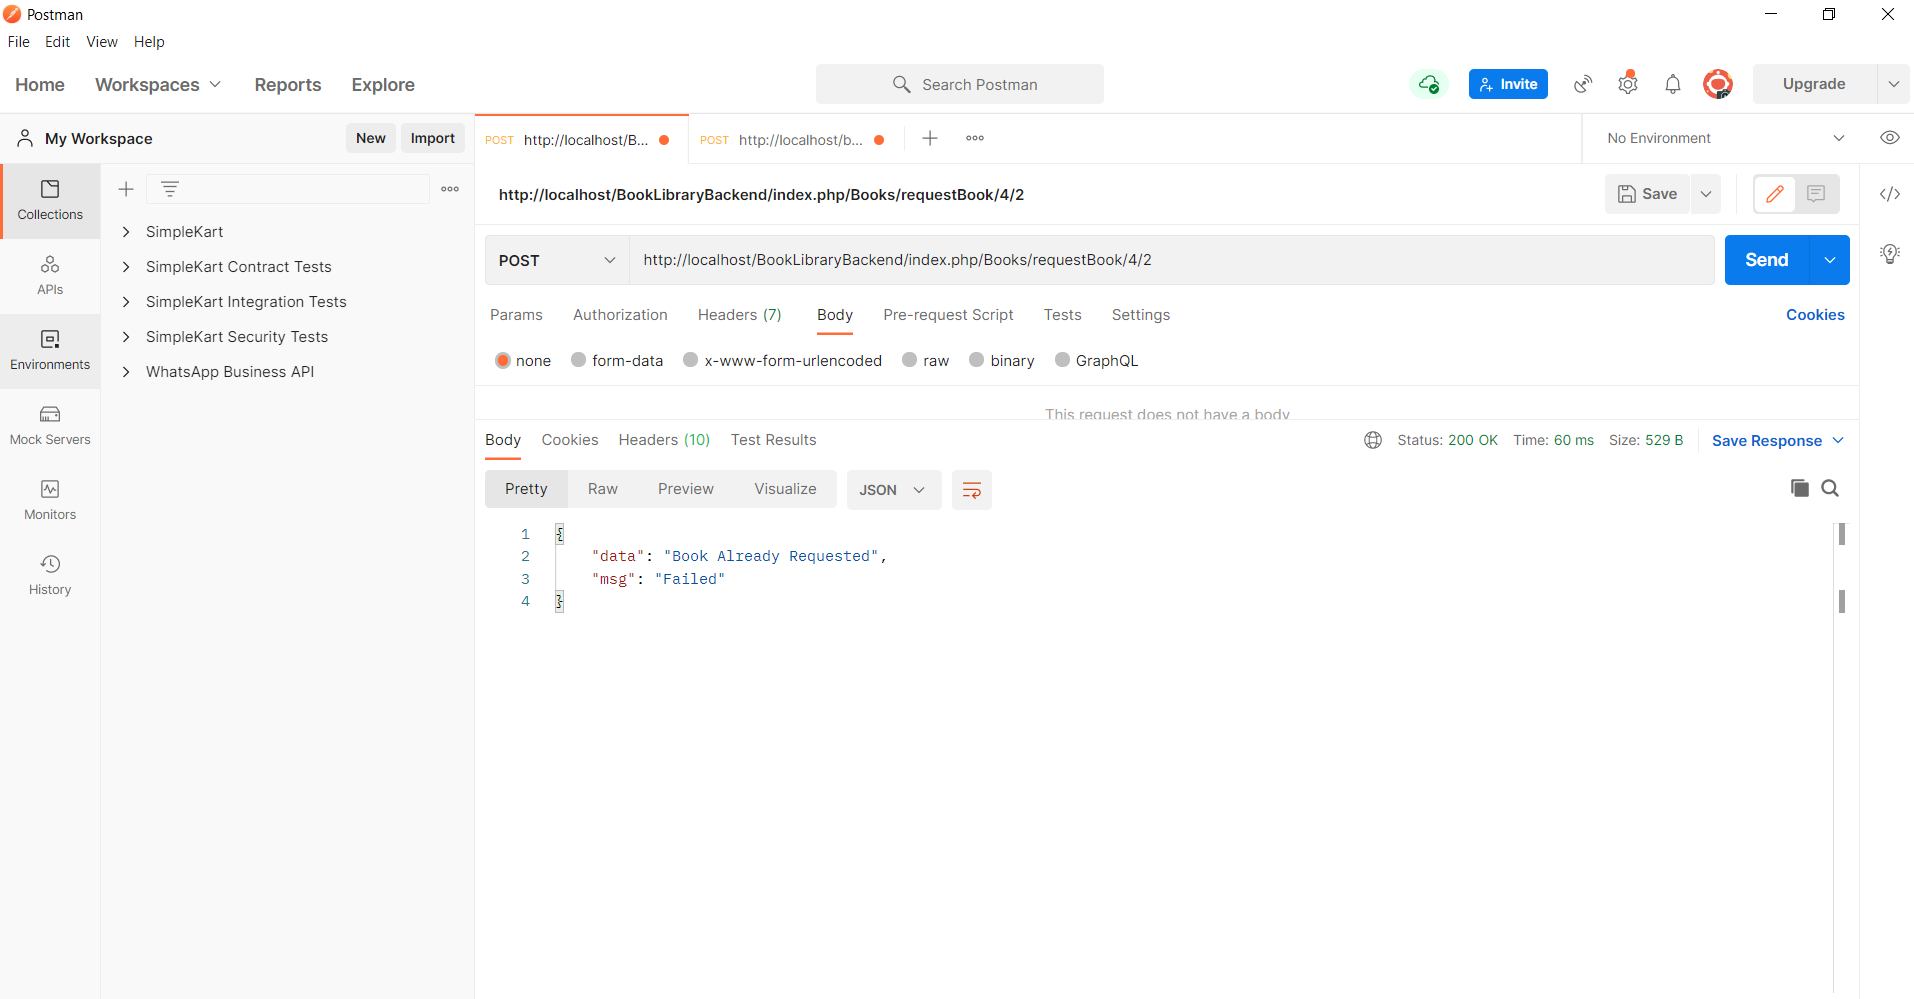 Postman
File Edit View Help
Home Workspaces Reports Explore Search Postman Invite Upgrade
My Workspace New Import POST http://localhost/B... POST http://localhost/b... No Environment
http://localhost/BookLibraryBackend/index.php/Books/requestBook/4/2 Save
Collections
SimpleKart
SimpleKart Contract Tests
SimpleKart Integration Tests
SimpleKart Security Tests
WhatsApp Business API
APIs
Environments
Mock Servers
Monitors
History
POST http://localhost/BookLibraryBackend/index.php/Books/requestBook/4/2 Send
Params Authorization Headers (7) Body Pre-request Script Tests Settings Cookies
none form-data x-www-form-urlencoded raw binary GraphQL
This request does not have a body
Body Cookies Headers (10) Test Results Status: 200 OK Time: 60 ms Size: 529 B Save Response
Pretty Raw Preview Visualize JSON
1 {
2 "data": "Book Already Requested",
3 "msg": "Failed"
4 }